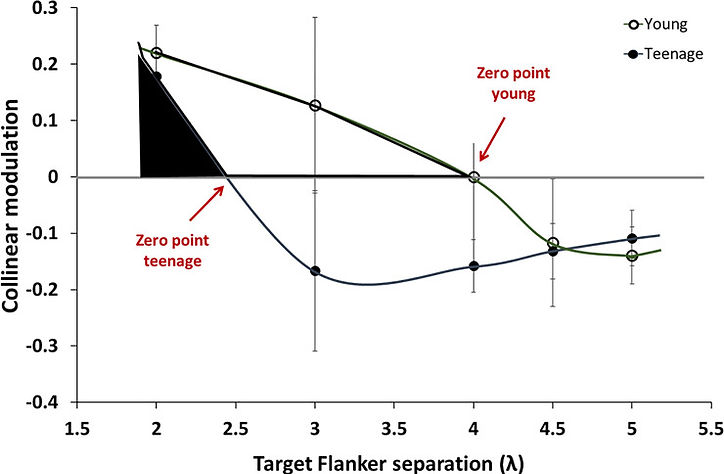 0.3
0.2
0.1
0
-0.1
-0.2
-0.3
-0.4
Collinear modulation
Young
Teenage
Zero point
young
Zero point
teenage
1.5 2 2.5 3 3.5 4 4.5 5 5.5
Target Flanker separation (λ)